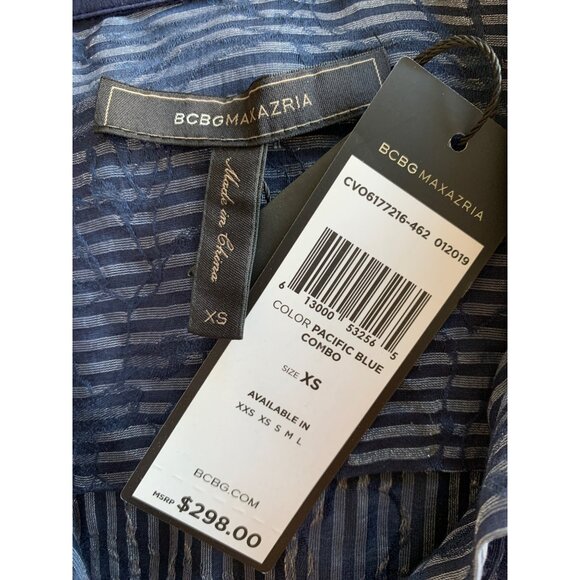 BCBGMAXAZRIA
Made in China
XS
BCBGMAXAZRIA
CVO6177216-462 012019
6 13000 53256 5
COLOR PACIFIC BLUE
COMBO
SIZE XS
AVAILABLE IN
XXS XS S M L
BCBG.COM
MSRP $298.00